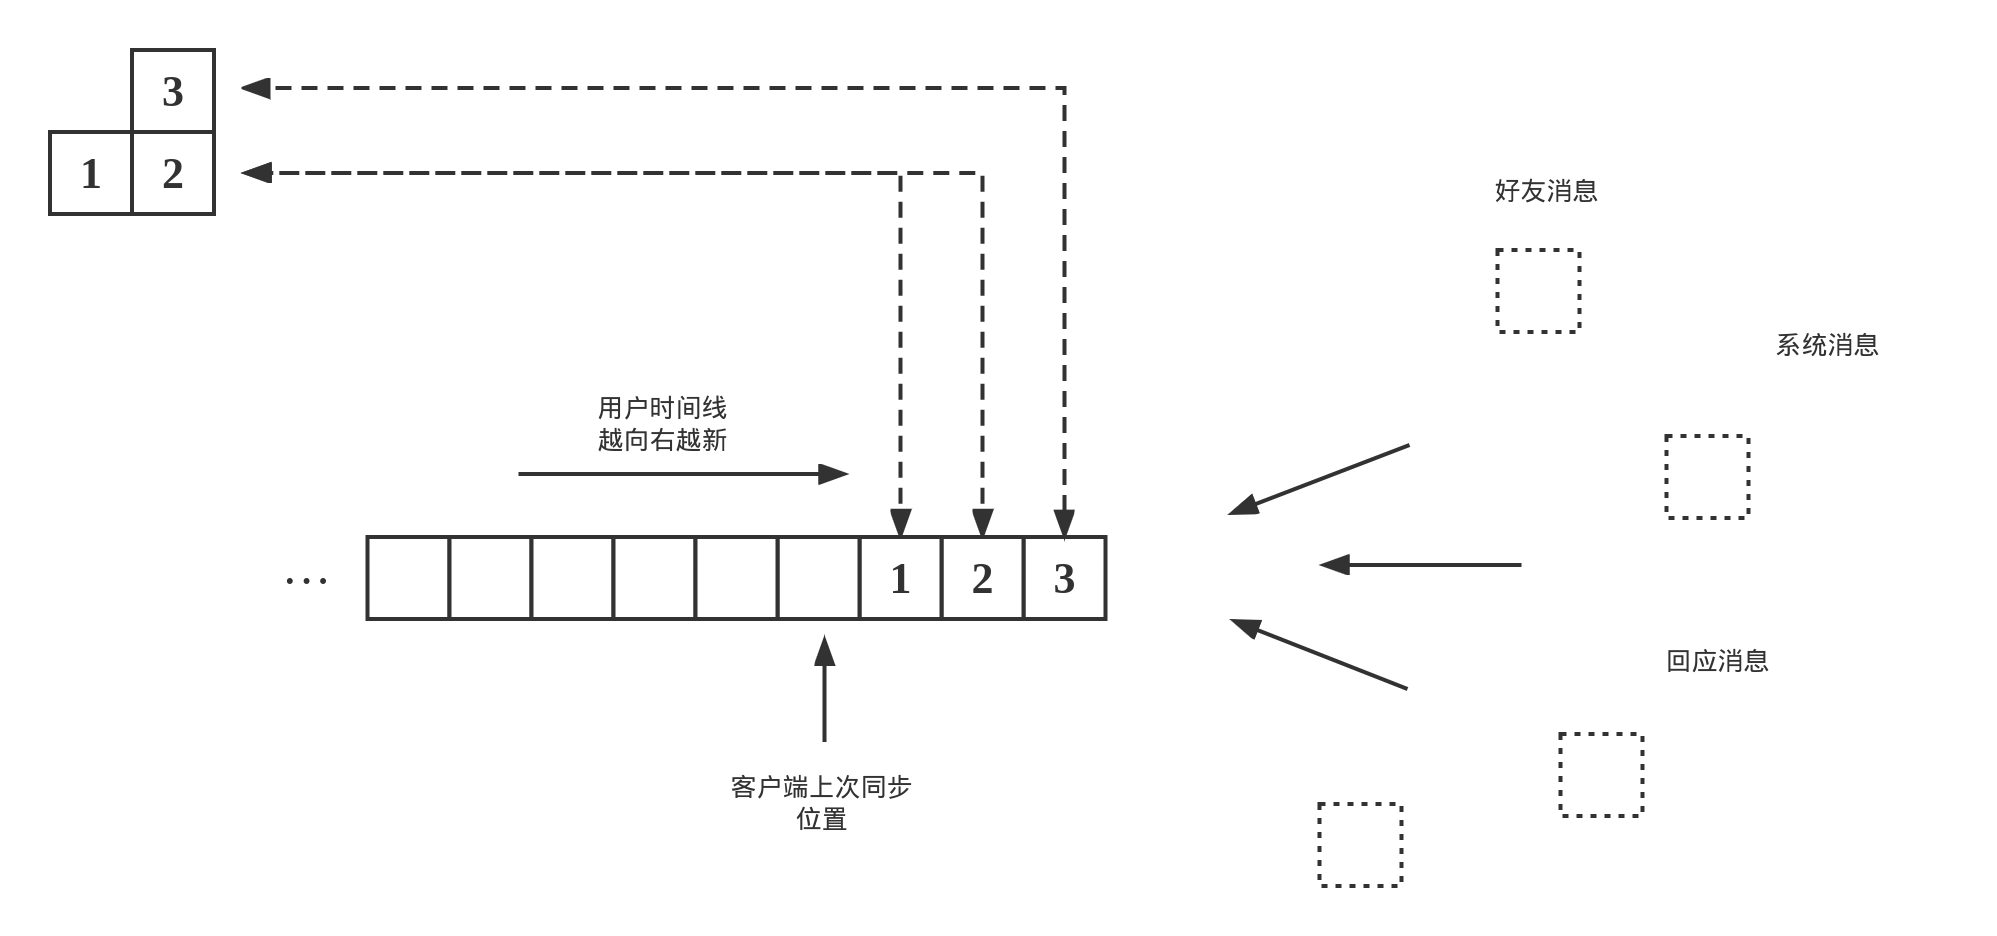 3
1 2
好友消息
系统消息
用户时间线
越向右越新
... 1 2 3
回应消息
客户端上次同步
位置